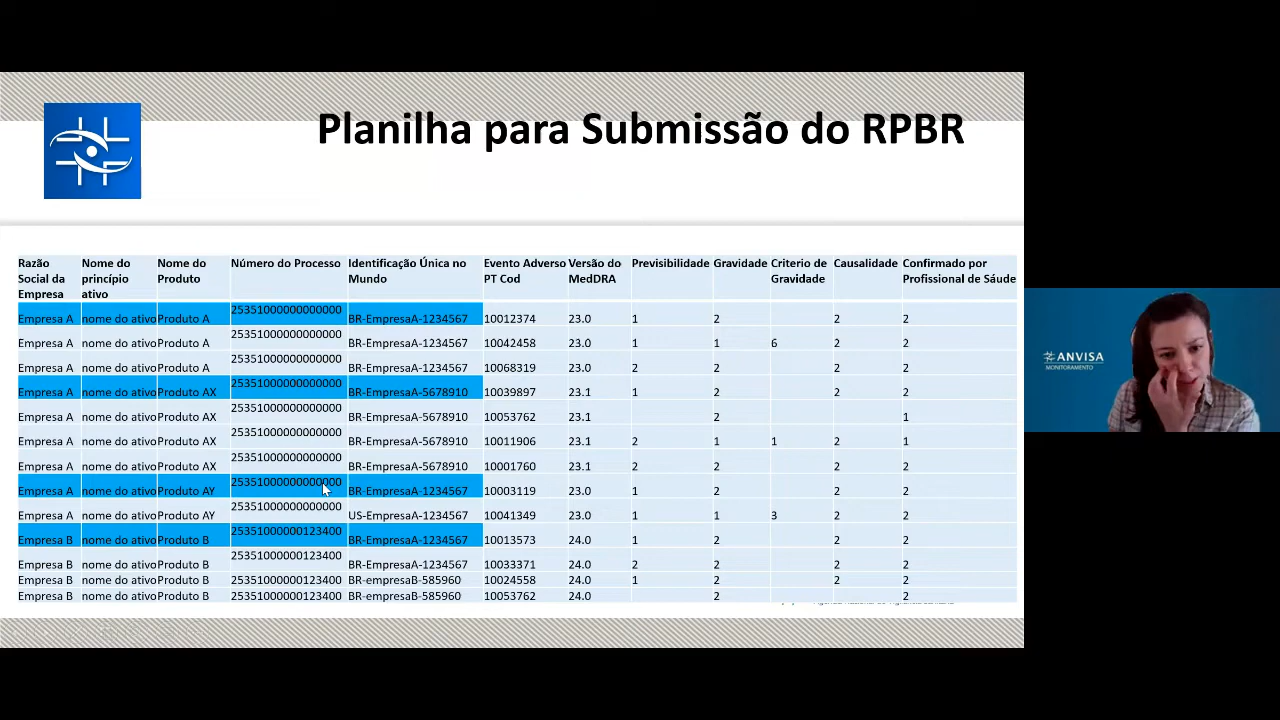 Planilha para Submissão do RPBR
Razão Social da Empresa Nome do princípio ativo Nome do Produto Número do Processo Identificação Única no Mundo Evento Adverso PT Cod Versão do MedDRA Previsibilidade Gravidade Criterio de Gravidade Causalidade Confirmado por Profissional de Súude
Empresa A nome do ativo Produto A 25351000000000000 BR-EmpresaA-1234567 10012374 23.0 1 2 2 2
Empresa A nome do ativo Produto A 25351000000000000 BR-EmpresaA-1234567 10042458 23.0 1 1 6 2 2
Empresa A nome do ativo Produto A 25351000000000000 BR-EmpresaA-1234567 10068319 23.0 2 2 2 2
Empresa A nome do ativo Produto AX 25351000000000000 BR-EmpresaA-5678910 10039897 23.1 1 2 2 2
Empresa A nome do ativo Produto AX 25351000000000000 BR-EmpresaA-5678910 10053762 23.1 2 1
Empresa A nome do ativo Produto AX 25351000000000000 BR-EmpresaA-5678910 10011906 23.1 2 1 1 2 1
Empresa A nome do ativo Produto AX 25351000000000000 BR-EmpresaA-5678910 10001760 23.1 2 2 2 2
Empresa A nome do ativo Produto AY 25351000000000000 BR-EmpresaA-1234567 10003119 23.0 1 2 2 2
Empresa A nome do ativo Produto AY 25351000000000000 US-EmpresaA-1234567 10041349 23.0 1 1 3 2 2
Empresa B nome do ativo Produto B 25351000000123400 BR-EmpresaA-1234567 10013573 24.0 1 2 2 2
Empresa B nome do ativo Produto B 25351000000123400 BR-EmpresaA-1234567 10033371 24.0 2 2 2 2
Empresa B nome do ativo Produto B 25351000000123400 BR-empresaB-585960 10024558 24.0 1 2 2 2
Empresa B nome do ativo Produto B 25351000000123400 BR-empresaB-585960 10053762 24.0 2 2
ANVISA
MONITORAMENTO